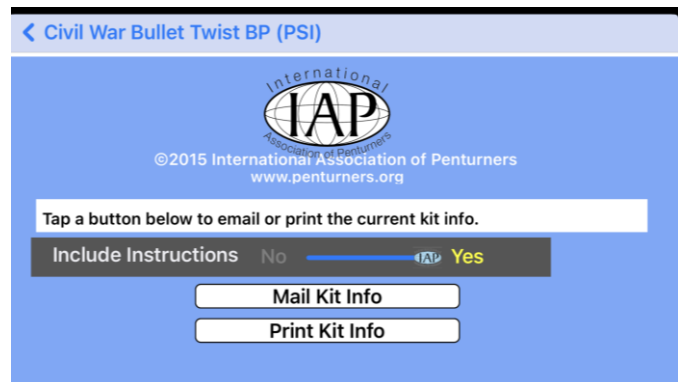 Civil War Bullet Twist BP (PSI)
International
IAP
Association of Penturners
©2015 International Association of Penturners
www.penturners.org
Tap a button below to email or print the current kit info.
Include Instructions No IAP Yes
Mail Kit Info
Print Kit Info